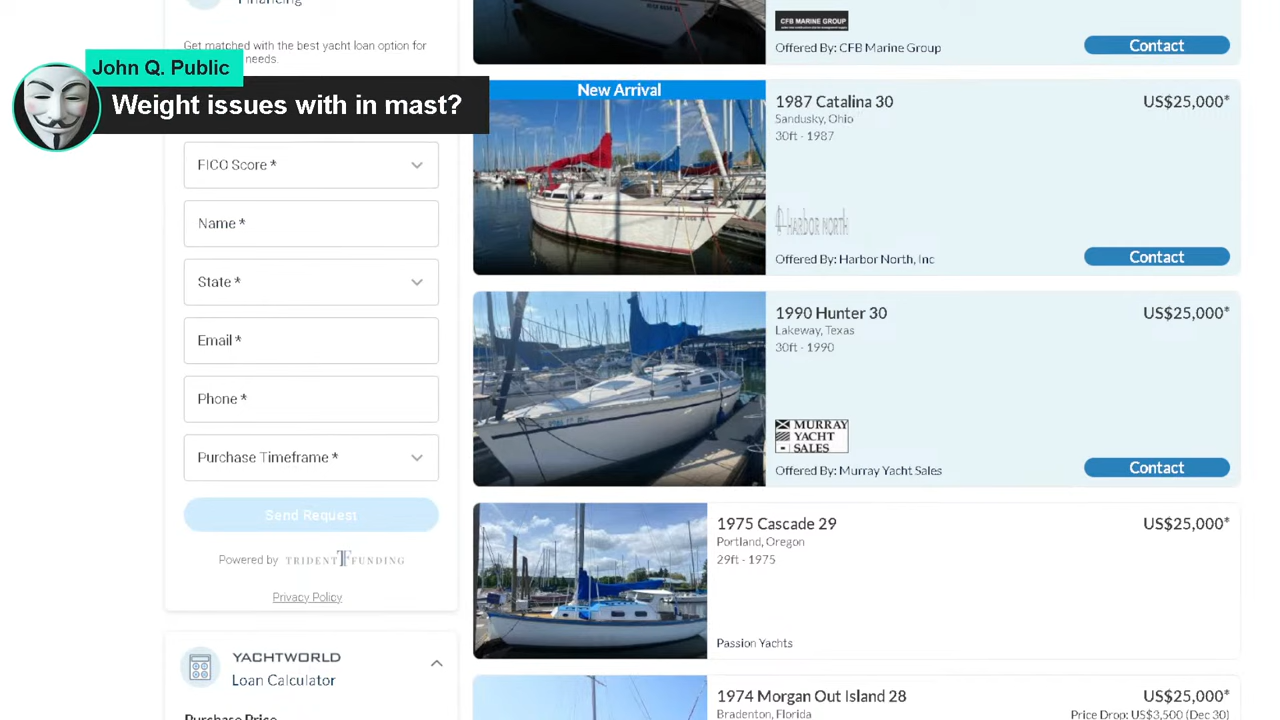 Financing
Get matched with the best yacht loan option for
needs.
John Q. Public
Weight issues with in mast?
FICO Score *
Name *
State *
Email *
Phone *
Purchase Timeframe *
Send Request
Powered by TRIDENT FUNDING
Privacy Policy
YACHTWORLD
Loan Calculator
Purchase Price
CFB MARINE GROUP
Offered By: CFB Marine Group
Contact
New Arrival
1987 Catalina 30
US$25,000*
Sandusky, Ohio
30ft - 1987
HARBOR NORTH
Offered By: Harbor North, Inc
Contact
1990 Hunter 30
US$25,000*
Lakeway, Texas
30ft - 1990
MURRAY
YACHT
SALES
Offered By: Murray Yacht Sales
Contact
1975 Cascade 29
US$25,000*
Portland, Oregon
29ft - 1975
Passion Yachts
1974 Morgan Out Island 28
US$25,000*
Bradenton, Florida
Price Drop: US$3,500 (Dec 30)